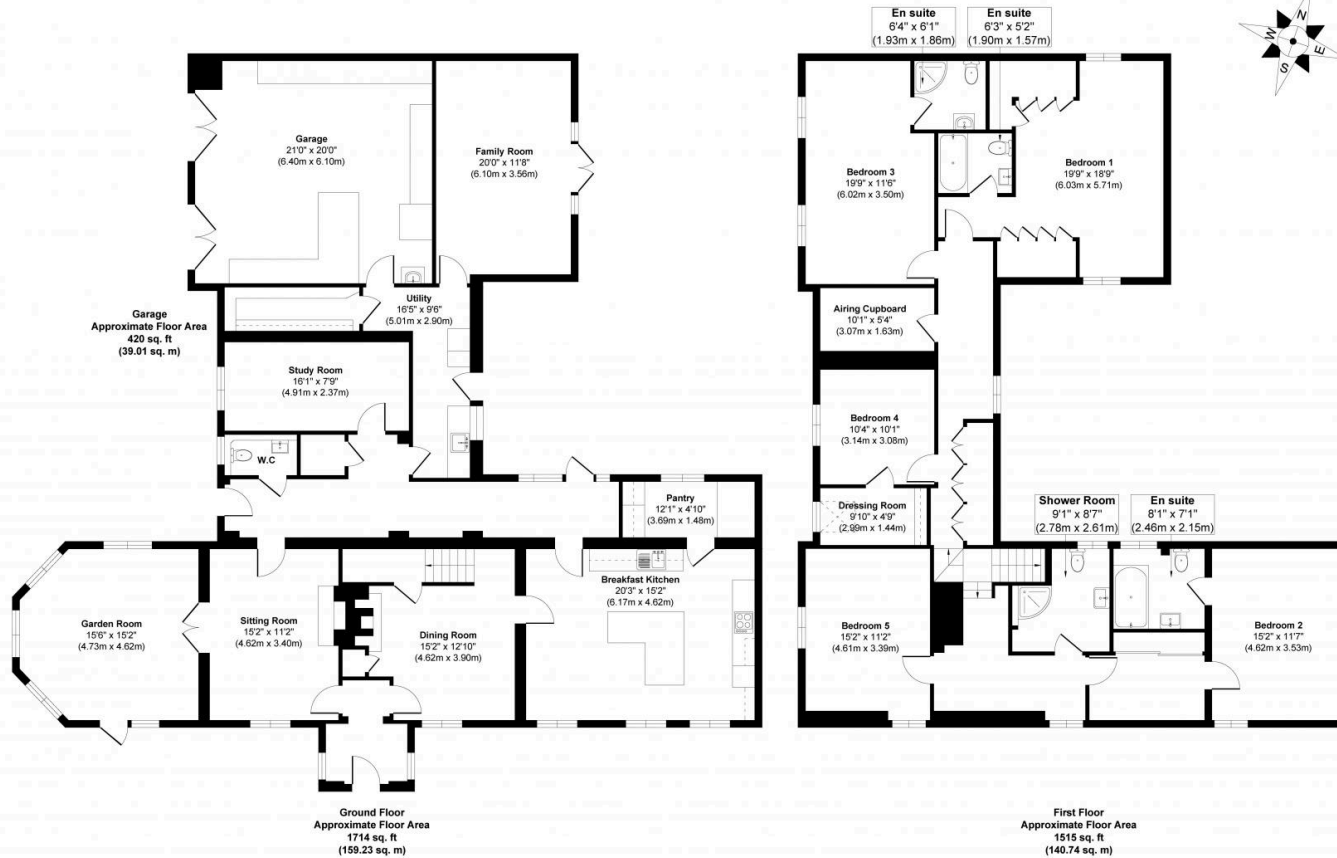 En suite
6'4" x 6'1"
(1.93m x 1.86m)
En suite
6'3" x 5'2"
(1.90m x 1.57m)
N
E
S
W
Garage
21'0" x 20'0"
(6.40m x 6.10m)
Family Room
20'0" x 11'8"
(6.10m x 3.56m)
Bedroom 3
19'9" x 11'6"
(6.02m x 3.50m)
Bedroom 1
19'9" x 18'9"
(6.03m x 5.71m)
Utility
16'5" x 9'6"
(5.01m x 2.90m)
Garage
Approximate Floor Area
420 sq. ft
(39.01 sq. m)
Airing Cupboard
10'1" x 5'4"
(3.07m x 1.63m)
Study Room
16'1" x 7'9"
(4.91m x 2.37m)
Bedroom 4
10'4" x 10'1"
(3.14m x 3.08m)
W.C
Pantry
12'1" x 4'10"
(3.69m x 1.48m)
Dressing Room
9'10" x 4'9"
(2.99m x 1.44m)
Shower Room
9'1" x 8'7"
(2.78m x 2.61m)
En suite
8'1" x 7'1"
(2.46m x 2.15m)
Garden Room
15'6" x 15'2"
(4.73m x 4.62m)
Sitting Room
15'2" x 11'2"
(4.62m x 3.40m)
Dining Room
15'2" x 12'10"
(4.62m x 3.90m)
Breakfast Kitchen
20'3" x 15'2"
(6.17m x 4.62m)
Bedroom 5
15'2" x 11'2"
(4.61m x 3.39m)
Bedroom 2
15'2" x 11'7"
(4.62m x 3.53m)
Ground Floor
Approximate Floor Area
1714 sq. ft
(159.23 sq. m)
First Floor
Approximate Floor Area
1515 sq. ft
(140.74 sq. m)